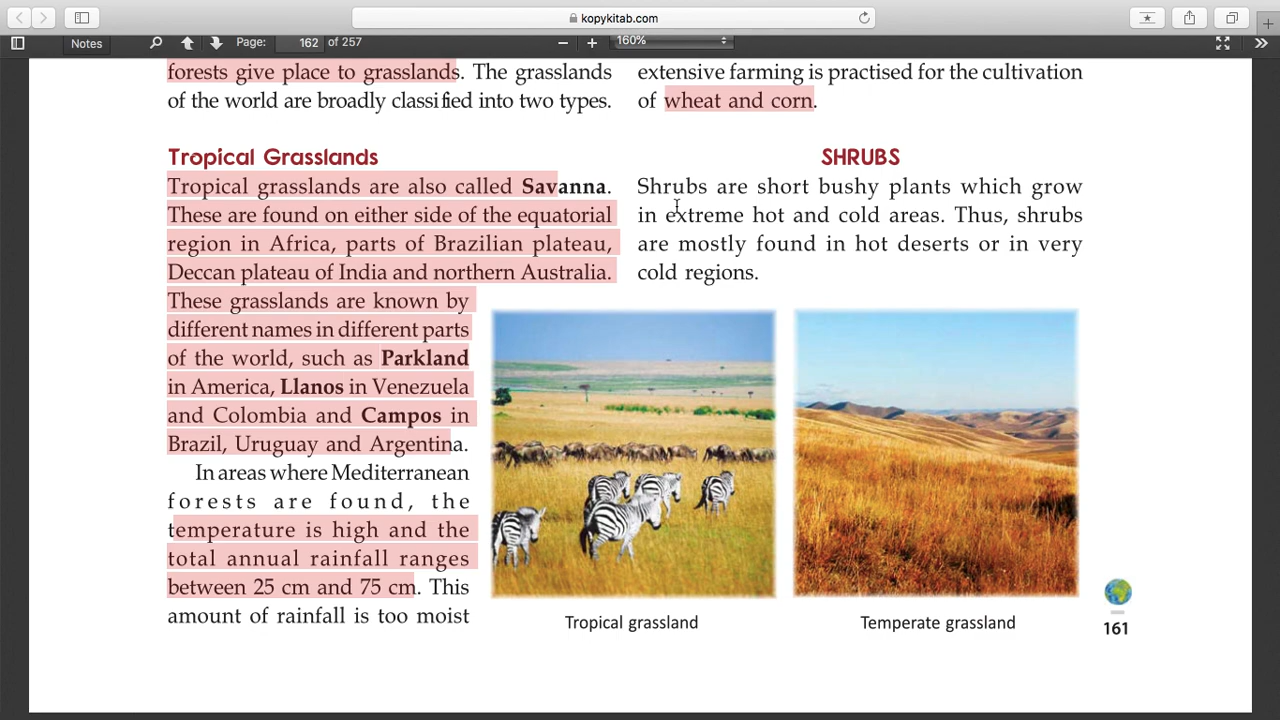 kopykitab.com
Notes
Page:
162
of 257
160%
forests give place to grasslands. The grasslands
of the world are broadly classified into two types.
Tropical Grasslands
Tropical grasslands are also called Savanna.
These are found on either side of the equatorial
region in Africa, parts of Brazilian plateau,
Deccan plateau of India and northern Australia.
These grasslands are known by
different names in different parts
of the world, such as Parkland
in America, Llanos in Venezuela
and Colombia and Campos in
Brazil, Uruguay and Argentina.
In areas where Mediterranean
forests are found, the
temperature is high and the
total annual rainfall ranges
between 25 cm and 75 cm. This
amount of rainfall is too moist
extensive farming is practised for the cultivation
of wheat and corn.
SHRUBS
Shrubs are short bushy plants which grow
in extreme hot and cold areas. Thus, shrubs
are mostly found in hot deserts or in very
cold regions.
Tropical grassland
Temperate grassland
161